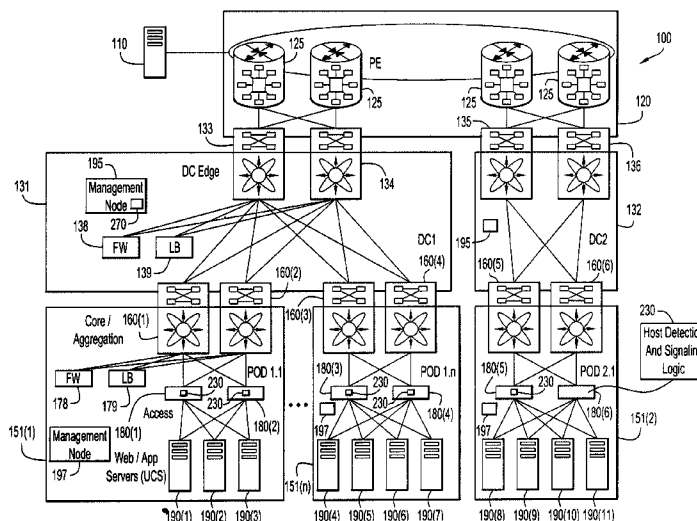 110
125
PE
125
125
125
100
120
133
135
136
DC Edge
134
195
Management
Node
131
270
138
FW
LB
139
DC1
195
DC2
132
160(4)
160(2)
160(5)
160(6)
230
Core /
Aggregation
160(1)
160(3)
Host Detection
And Signaling
Logic
POD 1.1
POD 1.n
POD 2.1
FW
178
LB
179
230
230
180(3)
230
230
180(5)
230
Access
180(1)
180(2)
197
180(4)
197
180(6)
151(2)
151(1)
Management
Node
197
Web / App
Servers (UCS)
151(n)
190(1) 190(2) 190(3)
190(4) 190(5) 190(6) 190(7)
190(8) 190(9) 190(10) 190(11)